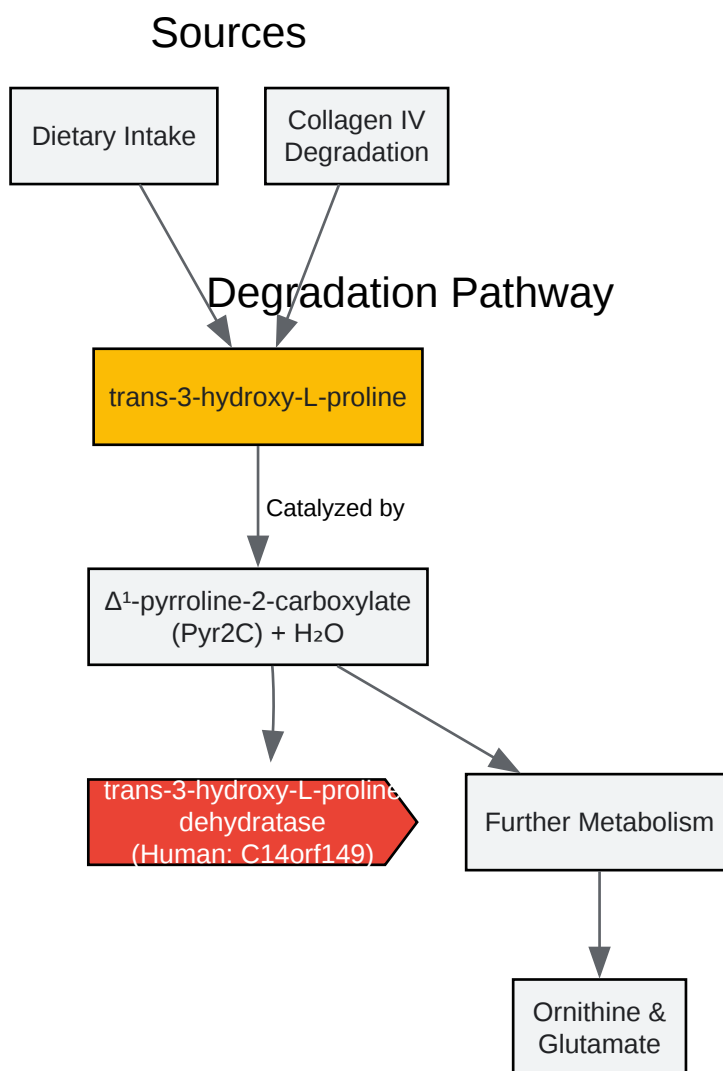 Sources
Dietary Intake
Collagen IV
Degradation
Degradation Pathway
trans-3-hydroxy-L-proline
Catalyzed by
Δ¹-pyrroline-2-carboxylate
(Pyr2C) + H₂O
trans-3-hydroxy-L-proline
dehydratase
(Human: C14orf149)
Further Metabolism
Ornithine &
Glutamate